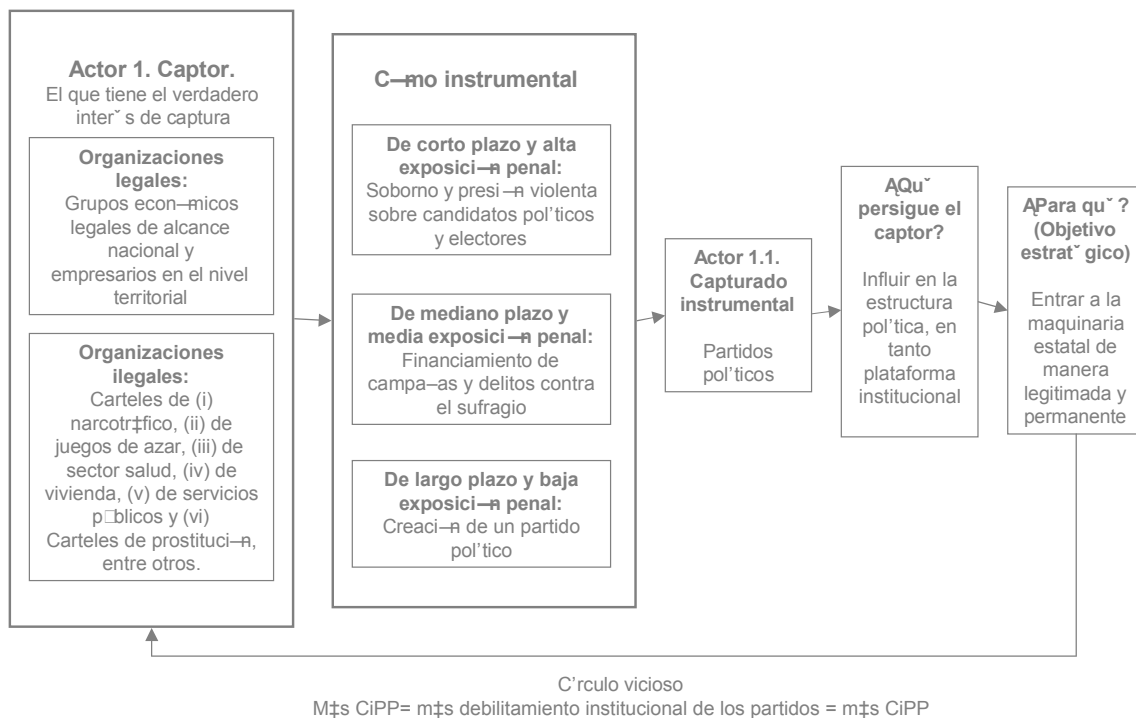 Actor 1. Captor.
El que tiene el verdadero
interˇ s de captura
Organizaciones
legales:
Grupos econ—micos
legales de alcance
nacional y
empresarios en el nivel
territorial
Organizaciones
ilegales:
Carteles de (i)
narcotr‡fico, (ii) de
juegos de azar, (iii) de
sector salud, (iv) de
vivienda, (v) de servicios
p□blicos y (vi)
Carteles de prostituci—n,
entre otros.
C—mo instrumental
De corto plazo y alta
exposici—n penal:
Soborno y presi—n violenta
sobre candidatos pol’ticos
y electores
De mediano plazo y
media exposici—n penal:
Financiamiento de
campa–as y delitos contra
el sufragio
De largo plazo y baja
exposici—n penal:
Creaci—n de un partido
pol’tico
Actor 1.1.
Capturado
instrumental
Partidos
pol’ticos
ĄQuˇ
persigue el
captor?
Influir en la
estructura
pol’tica, en
tanto
plataforma
institucional
ĄPara quˇ ?
(Objetivo
estratˇ gico)
Entrar a la
maquinaria
estatal de
manera
legitimada y
permanente
C’rculo vicioso
M‡s CiPP= m‡s debilitamiento institucional de los partidos = m‡s CiPP